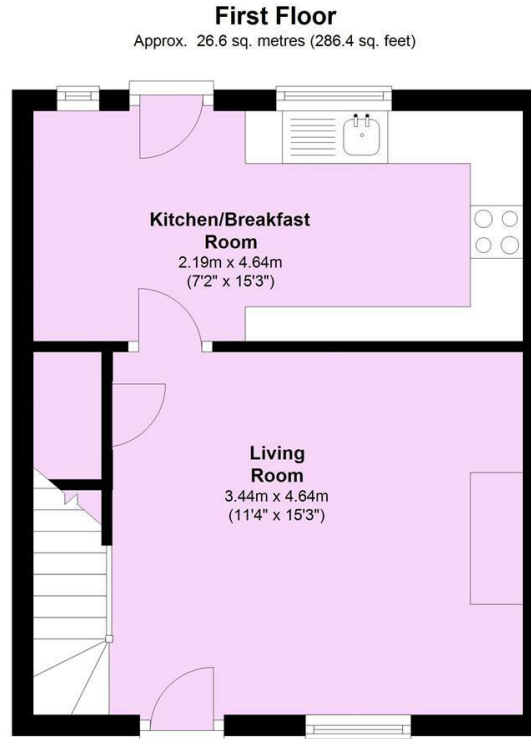 First Floor
Approx. 26.6 sq. metres (286.4 sq. feet)
Kitchen/Breakfast
Room
2.19m x 4.64m
(7'2" x 15'3")
Living
Room
3.44m x 4.64m
(11'4" x 15'3")